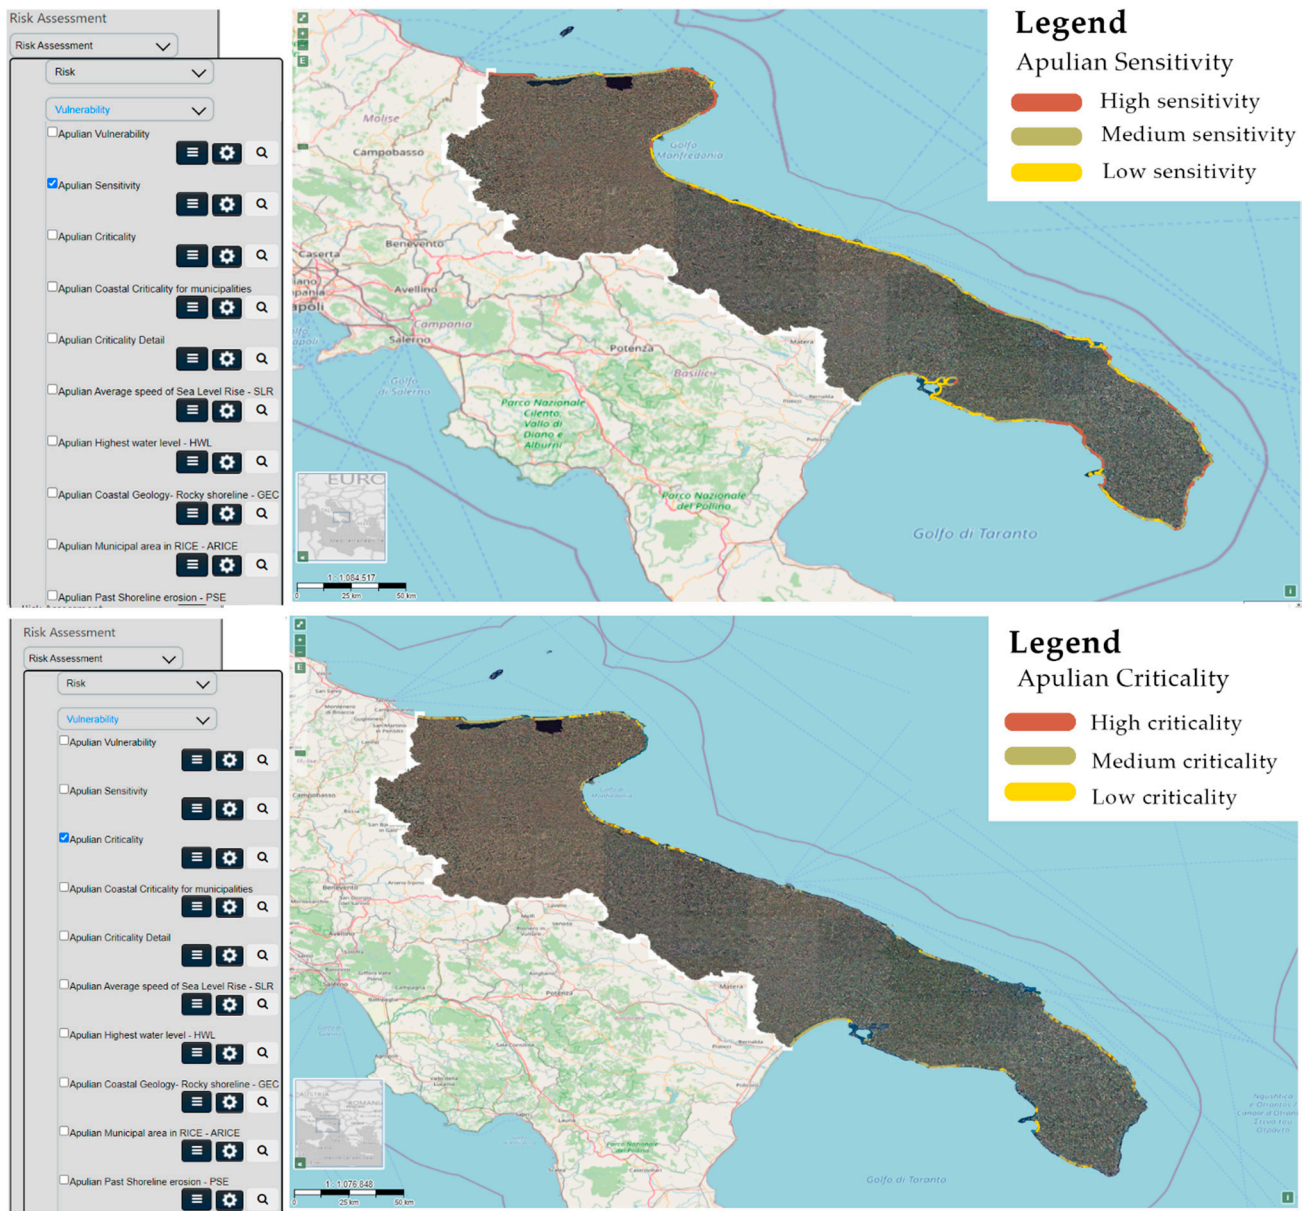 Risk Assessment
Risk Assessment
Risk
Vulnerability
Apulian Vulnerability
Apulian Sensitivity
Apulian Criticality
Apulian Coastal Criticality for municipalities
Apulian Criticality Detail
Apulian Average speed of Sea Level Rise - SLR
Apulian Highest water level - HWL
Apulian Coastal Geology- Rocky shoreline - GEC
Apulian Municipal area in RICE - ARICE
Apulian Past Shoreline erosion - PSE
E
Molise
Campobasso
Golfo
Manfredonia
Benevento
Caserta
Avellino
Campania
Salerno
Golfo
di Salerno
Potenza
Matera
Basilic
Parco Nazionale
Cilento,
Vallo di
Diano e
Alburni
Parco Nazionale
del Pollino
Golfo di Taranto
EURO
1 : 1.084.517
0 25 km 50 km
Legend
Apulian Sensitivity
High sensitivity
Medium sensitivity
Low sensitivity
Risk Assessment
Risk Assessment
Risk
Vulnerability
Apulian Vulnerability
Apulian Sensitivity
Apulian Criticality
Apulian Coastal Criticality for municipalities
Apulian Criticality Detail
Apulian Average speed of Sea Level Rise - SLR
Apulian Highest water level - HWL
Apulian Coastal Geology- Rocky shoreline - GEC
Apulian Municipal area in RICE - ARICE
Apulian Past Shoreline erosion - PSE
E
Campobasso
Benevento
Avellino
Salerno
Potenza
Matera
Parco Nazionale
del Pollino
Golfo di Taranto
1 : 1.076.848
0 25 km 50 km
Legend
Apulian Criticality
High criticality
Medium criticality
Low criticality